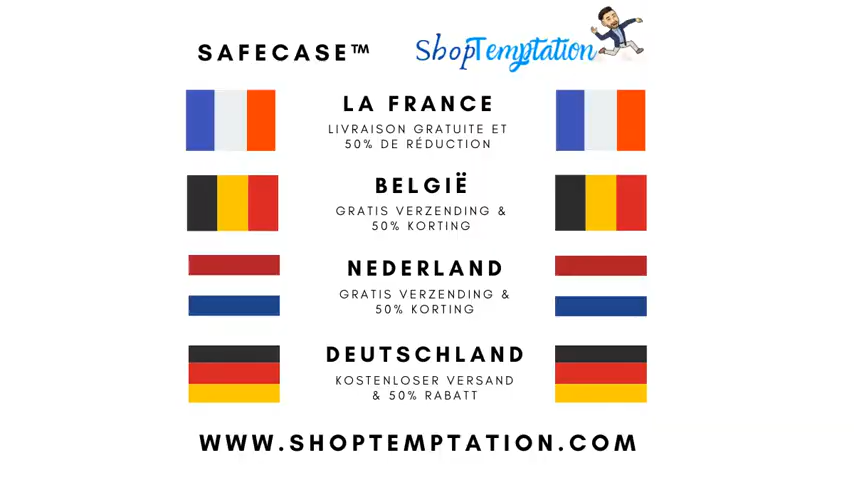 SAFECASE™ ShopTemptation
LA FRANCE
LIVRAISON GRATUITE ET
50% DE RÉDUCTION
BELGIË
GRATIS VERZENDING &
50% KORTING
NEDERLAND
GRATIS VERZENDING &
50% KORTING
DEUTSCHLAND
KOSTENLOSER VERSAND
& 50% RABATT
WWW.SHOPTEMPTATION.COM